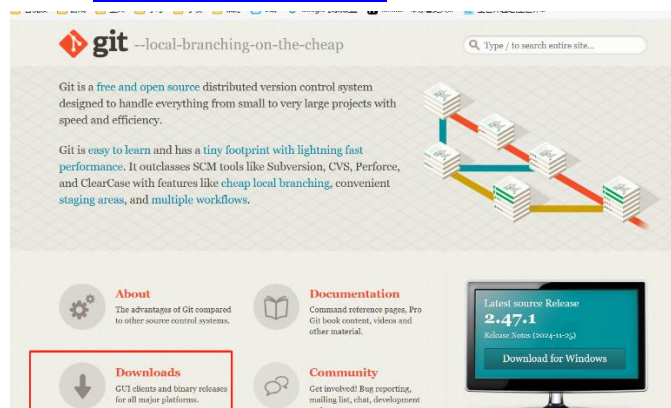 git --local-branching-on-the-cheap
Type / to search entire site...
Git is a free and open source distributed version control system
designed to handle everything from small to very large projects with
speed and efficiency.
Git is easy to learn and has a tiny footprint with lightning fast
performance. It outclasses SCM tools like Subversion, CVS, Perforce,
and ClearCase with features like cheap local branching, convenient
staging areas, and multiple workflows.
About
The advantages of Git compared
to other source control systems.
Documentation
Command reference pages, Pro
Git book content, videos and
other material.
Downloads
GUI clients and binary releases
for all major platforms.
Community
Get involved! Bug reporting,
mailing list, chat, development
Latest source Release
2.47.1
Release Notes (2024-11-25)
Download for Windows